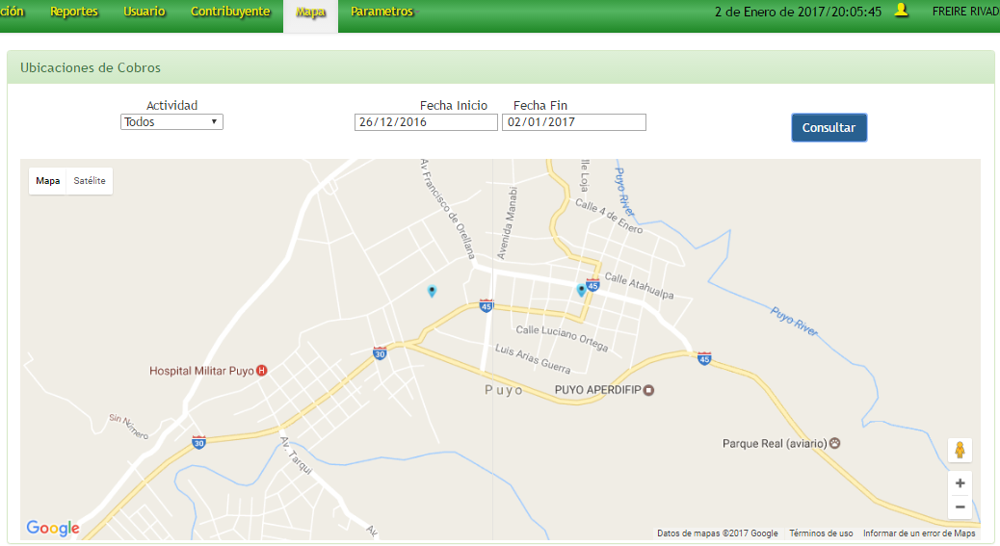 ción Reportes Usuario Contribuyente Mapa Parametros 2 de Enero de 2017/20:05:45 FREIRE RIVAD
Ubicaciones de Cobros
Actividad Fecha Inicio Fecha Fin
Todos 26/12/2016 02/01/2017 Consultar
Mapa Satélite
Av Francisco de Orellana
Avenida Manabi
lle Loja
Puyo River
Calle 4 de Enero
Calle Atahualpa
45
45
Puyo River
Calle Luciano Ortega
Luis Arías Guerra
30
45
Hospital Militar Puyo H
Puyo
PUYO APERDIFIP
Sin Número
30
Av. Tarqui
Parque Real (aviario)
+
−
Av
Google
Datos de mapas ©2017 Google Términos de uso Informar de un error de Maps